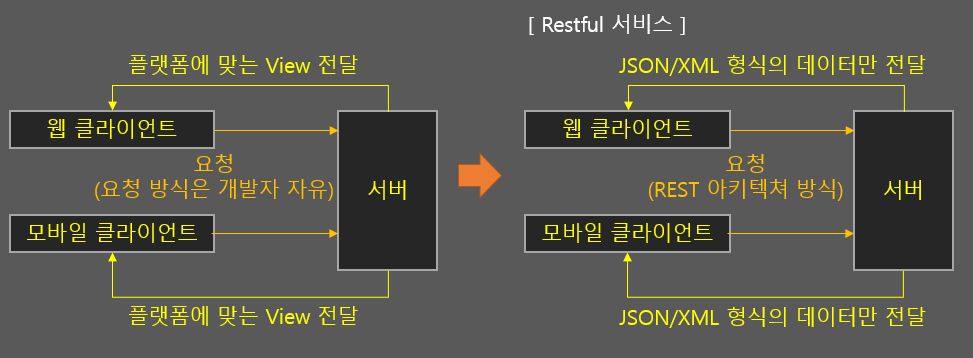 [ Restful 서비스 ]
플랫폼에 맞는 View 전달
웹 클라이언트
요청
(요청 방식은 개발자 자유)
서버
모바일 클라이언트
플랫폼에 맞는 View 전달
JSON/XML 형식의 데이터만 전달
웹 클라이언트
요청
(REST 아키텍쳐 방식)
서버
모바일 클라이언트
JSON/XML 형식의 데이터만 전달